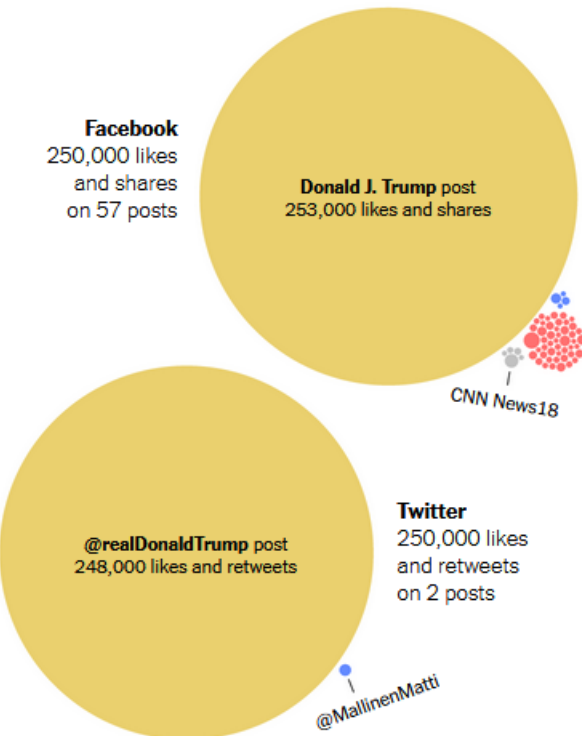 Facebook
250,000 likes
and shares
on 57 posts
Donald J. Trump post
253,000 likes and shares
CNN News18
@realDonaldTrump post
248,000 likes and retweets
Twitter
250,000 likes
and retweets
on 2 posts
@MallinenMatti